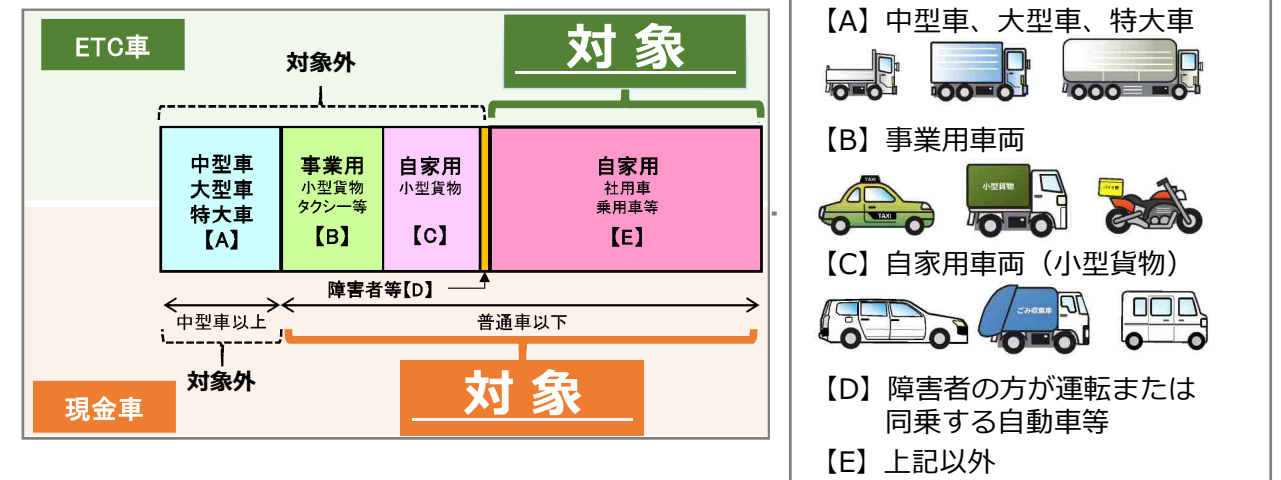 ETC車
対象
対象外
中型車
大型車
特大車
【A】
事業用
小型貨物
タクシー等
【B】
自家用
小型貨物
【C】
自家用
社用車
乗用車等
【E】
障害者等【D】
中型車以上
普通車以下
対象外
対象
現金車
【A】中型車、大型車、特大車
【B】事業用車両
TAXI
TAXI
小型貨物
バイク便
【C】自家用車両（小型貨物）
ごみ収集車
【D】障害者の方が運転または
同乗する自動車等
【E】上記以外